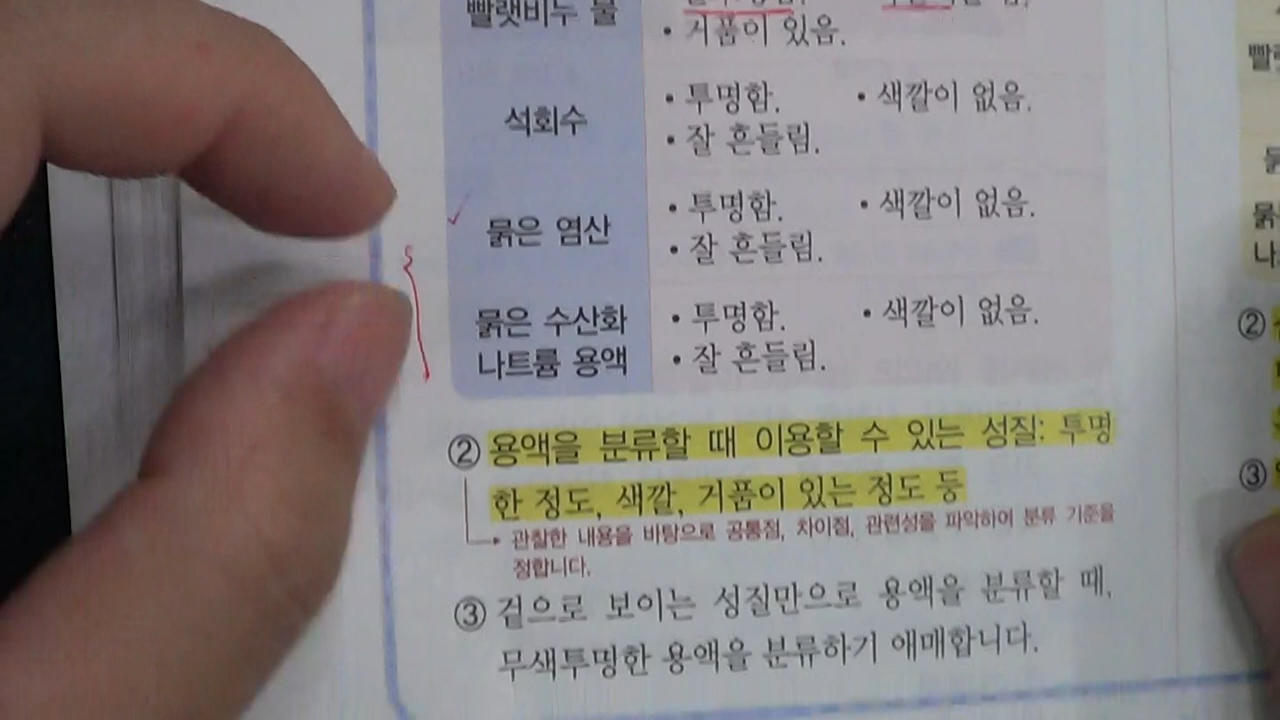 빨랫비누 물
• 거품이 있음.
석회수
• 투명함. • 색깔이 없음.
• 잘 흔들림.
묽은 염산
• 투명함. • 색깔이 없음.
• 잘 흔들림.
묽은 수산화
나트륨 용액
• 투명함. • 색깔이 없음.
• 잘 흔들림.
② 용액을 분류할 때 이용할 수 있는 성질: 투명
한 정도, 색깔, 거품이 있는 정도 등
관찰한 내용을 바탕으로 공통점, 차이점, 관련성을 파악하여 분류 기준을
정합니다.
③ 겉으로 보이는 성질만으로 용액을 분류할 때,
무색투명한 용액을 분류하기 애매합니다.
②
③